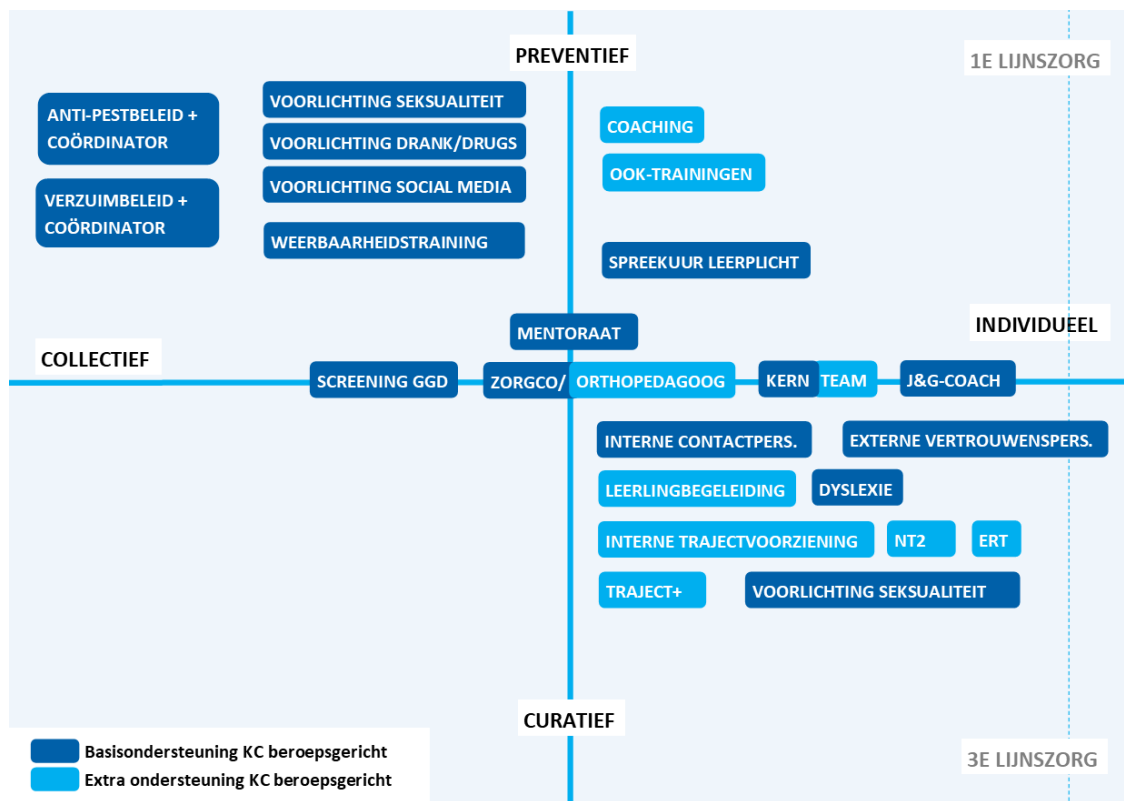 PREVENTIEF
1E LIJNSZORG
ANTI-PESTBELEID +
COÖRDINATOR
VERZUIMBELEID +
COÖRDINATOR
VOORLICHTING SEKSUALITEIT
VOORLICHTING DRANK/DRUGS
VOORLICHTING SOCIAL MEDIA
WEERBAARHEIDSTRAINING
COACHING
OOK-TRAININGEN
SPREEKUUR LEERPLICHT
MENTORAAT
INDIVIDUEEL
COLLECTIEF
SCREENING GGD
ZORGCO/ ORTHOPEDAGOOG
KERN TEAM
J&G-COACH
INTERNE CONTACTPERS.
EXTERNE VERTROUWENSPERS.
LEERLINGBEGELEIDING
DYSLEXIE
INTERNE TRAJECTVOORZIENING
NT2
ERT
TRAJECT+
VOORLICHTING SEKSUALITEIT
CURATIEF
3E LIJNSZORG
Basisondersteuning KC beroepsgericht
Extra ondersteuning KC beroepsgericht